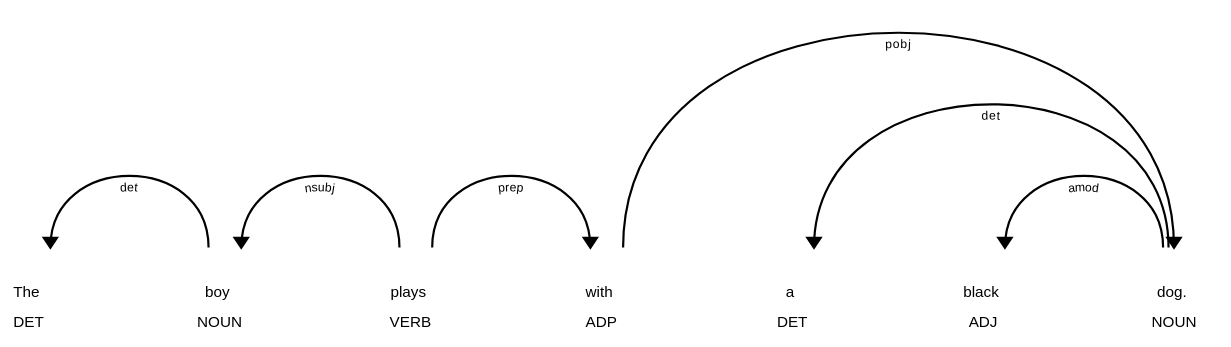 pobj
det
det nsubj prep amod
The boy plays with a black dog.
DET NOUN VERB ADP DET ADJ NOUN